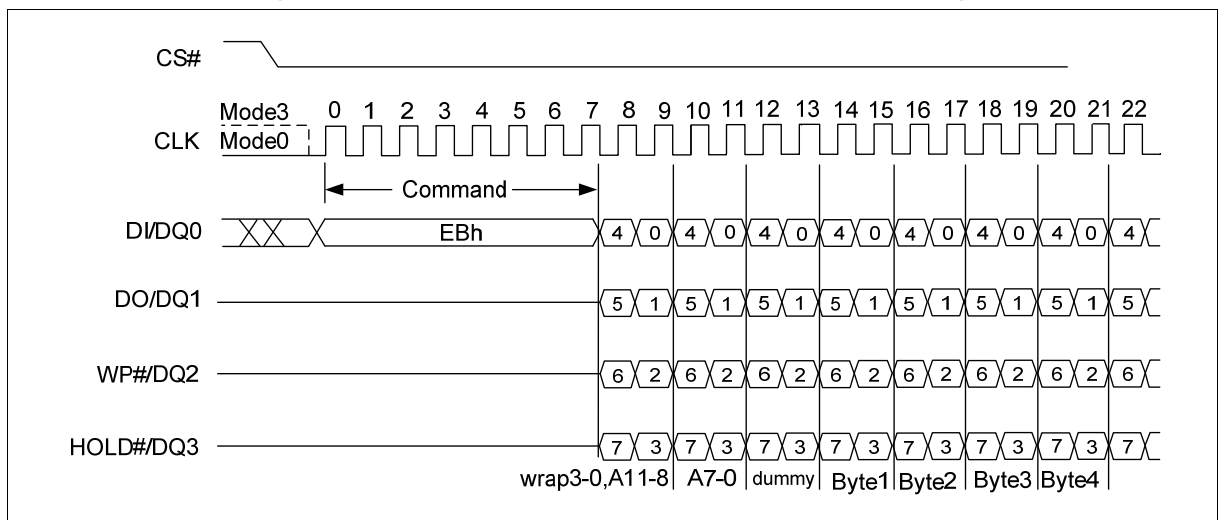 CS#
Mode3 0 1 2 3 4 5 6 7 8 9 10 11 12 13 14 15 16 17 18 19 20 21 22
CLK Mode0
Command
DI/DQ0 EBh 4 0 4 0 4 0 4 0 4 0 4 0 4 0 4
DO/DQ1 5 1 5 1 5 1 5 1 5 1 5 1 5 1 5
WP#/DQ2 6 2 6 2 6 2 6 2 6 2 6 2 6 2 6
HOLD#/DQ3 7 3 7 3 7 3 7 3 7 3 7 3 7 3 7
wrap3-0,A11-8 A7-0 dummy Byte1 Byte2 Byte3 Byte4